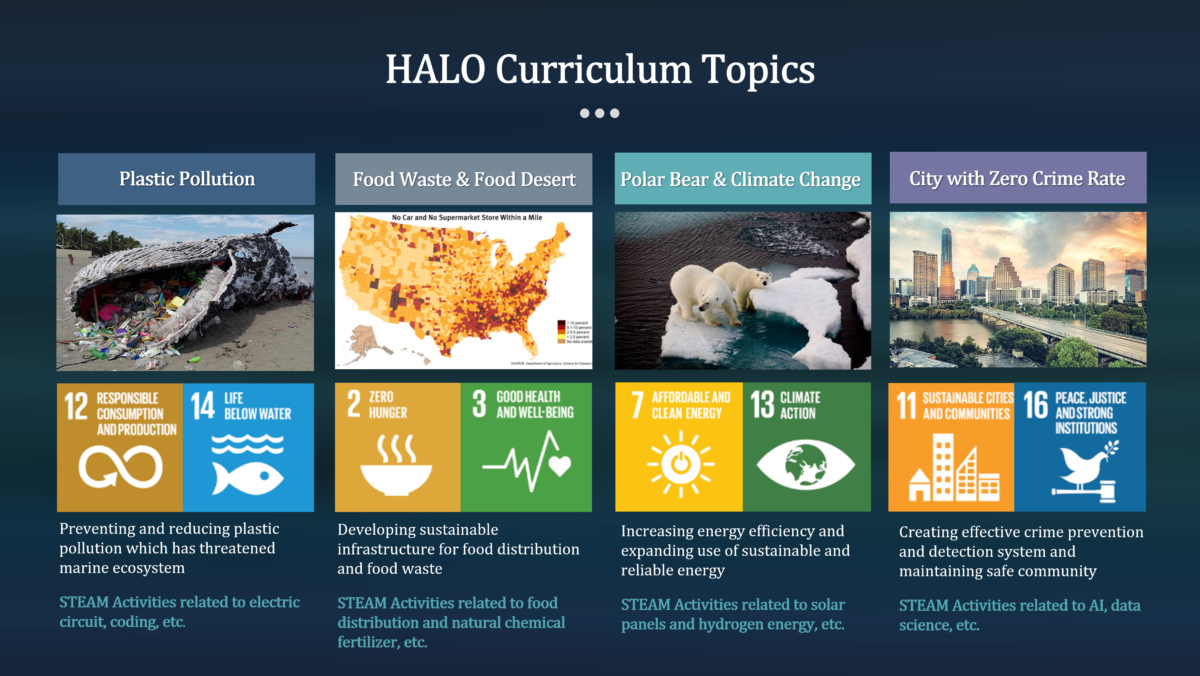 HALO Curriculum Topics
Plastic Pollution
Food Waste & Food Desert
Polar Bear & Climate Change
City with Zero Crime Rate
No Car and No Supermarket Store Within a Mile
12 RESPONSIBLE
CONSUMPTION
AND PRODUCTION
14 LIFE
BELOW WATER
2 ZERO
HUNGER
3 GOOD HEALTH
AND WELL-BEING
7 AFFORDABLE AND
CLEAN ENERGY
13 CLIMATE
ACTION
11 SUSTAINABLE CITIES
AND COMMUNITIES
16 PEACE, JUSTICE
AND STRONG
INSTITUTIONS
Preventing and reducing plastic
pollution which has threatened
marine ecosystem
STEAM Activities related to electric
circuit, coding, etc.
Developing sustainable
infrastructure for food distribution
and food waste
STEAM Activities related to food
distribution and natural chemical
fertilizer, etc.
Increasing energy efficiency and
expanding use of sustainable and
reliable energy
STEAM Activities related to solar
panels and hydrogen energy, etc.
Creating effective crime prevention
and detection system and
maintaining safe community
STEAM Activities related to AI, data
science, etc.